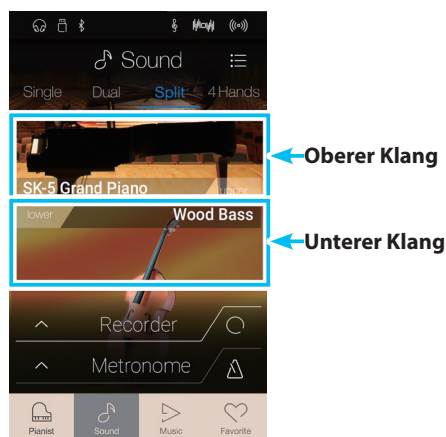 Sound
Single Dual Split 4 Hands
SK-5 Grand Piano upper
Oberer Klang
lower Wood Bass
Unterer Klang
Recorder
Metronome
Pianist Sound Music Favorite